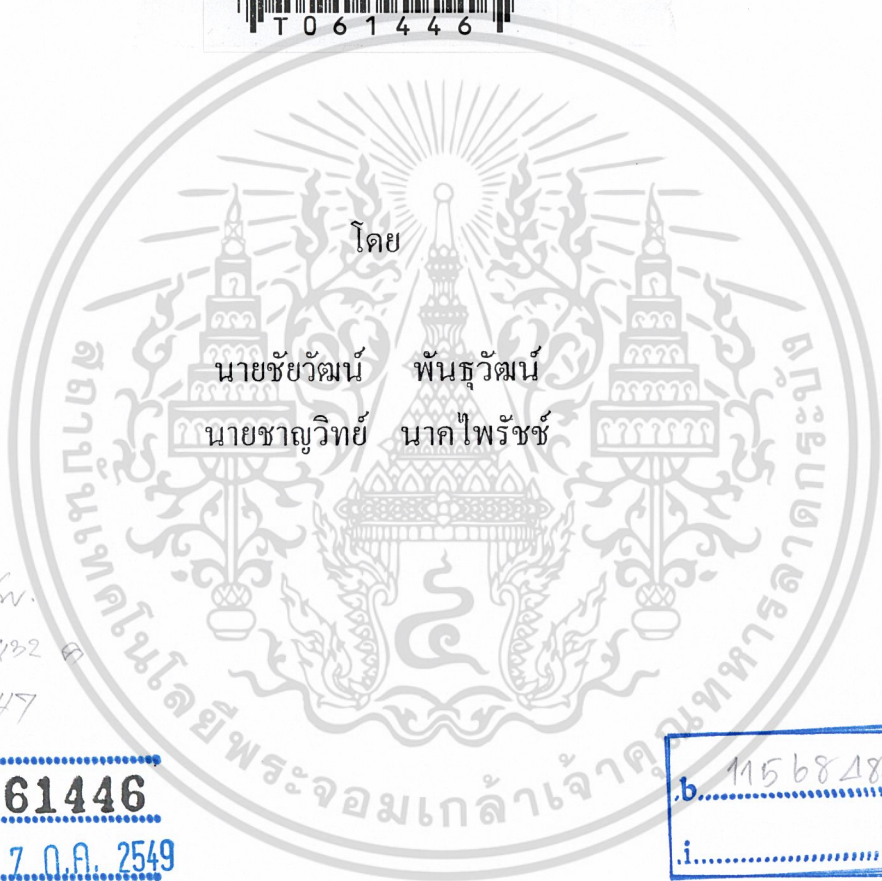 T061446
โดย
นายชัยวัฒน์ พันธุวัฒน์
นายชาญวิทย์ นาคไพรัชช์
สถาบันเทคโนโลยีพระจอมเกล้าเจ้าคุณทหารลาดกระบัง
61446
7 ก.ค. 2549
.b. 1156848
.i.